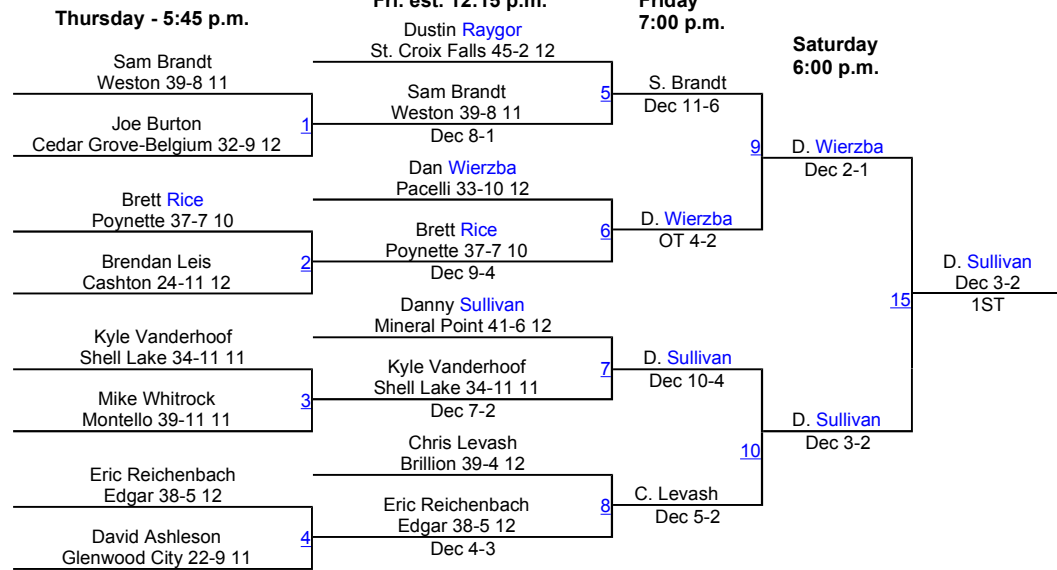 Thursday - 5:45 p.m.
Sam Brandt
Weston 39-8 11
Joe Burton
Cedar Grove-Belgium 32-9 12
1
Brett Rice
Poynette 37-7 10
Brendan Leis
Cashton 24-11 12
2
Kyle Vanderhoof
Shell Lake 34-11 11
Mike Whitrock
Montello 39-11 11
3
Eric Reichenbach
Edgar 38-5 12
David Ashleson
Glenwood City 22-9 11
4
Fri. est. 12:15 p.m.
Dustin Raygor
St. Croix Falls 45-2 12
Sam Brandt
Weston 39-8 11
Dec 8-1
5
Dan Wierzba
Pacelli 33-10 12
Brett Rice
Poynette 37-7 10
Dec 9-4
6
Danny Sullivan
Mineral Point 41-6 12
Kyle Vanderhoof
Shell Lake 34-11 11
Dec 7-2
7
Chris Levash
Brillion 39-4 12
Eric Reichenbach
Edgar 38-5 12
Dec 4-3
8
Friday
7:00 p.m.
S. Brandt
Dec 11-6
9
D. Wierzba
OT 4-2
D. Sullivan
Dec 10-4
10
C. Levash
Dec 5-2
Saturday
6:00 p.m.
D. Wierzba
Dec 2-1
15
D. Sullivan
Dec 3-2
D. Sullivan
Dec 3-2
1ST